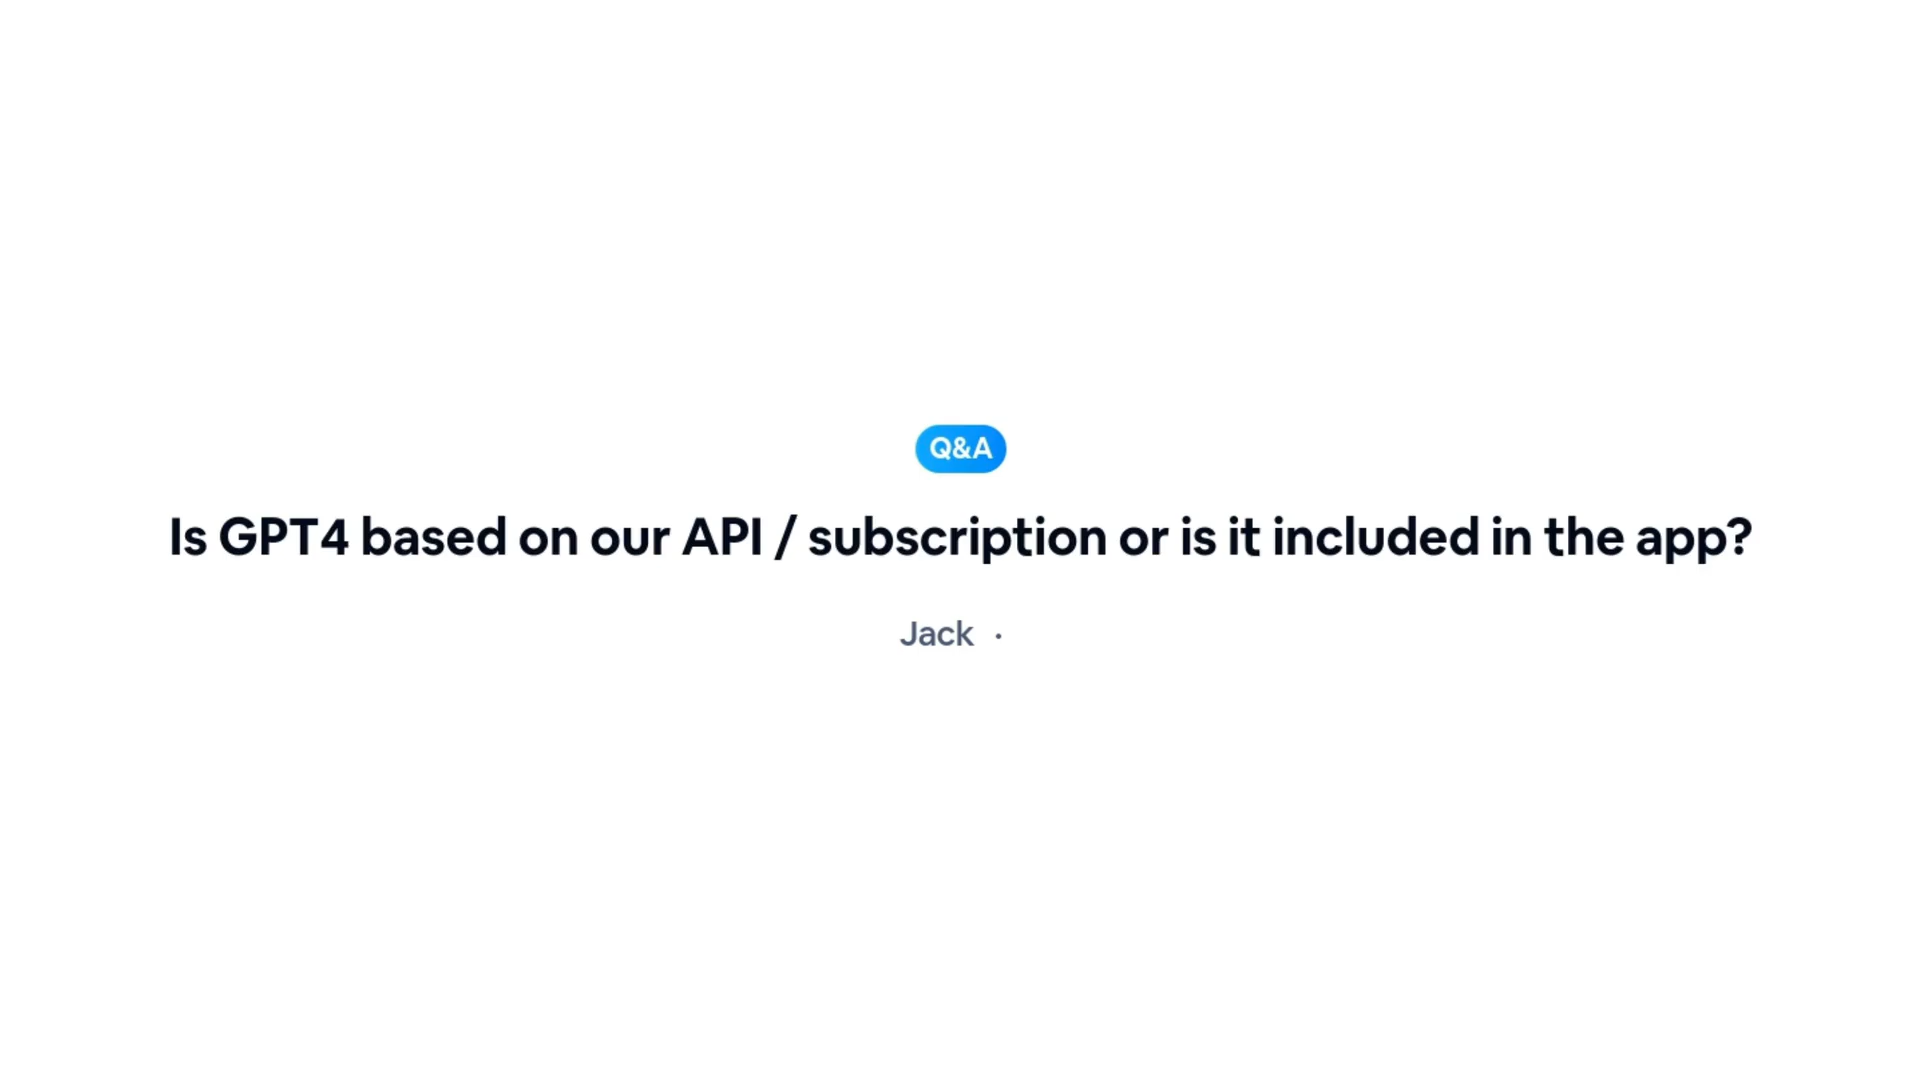 Q&A
Is GPT4 based on our API / subscription or is it included in the app?
Jack ·